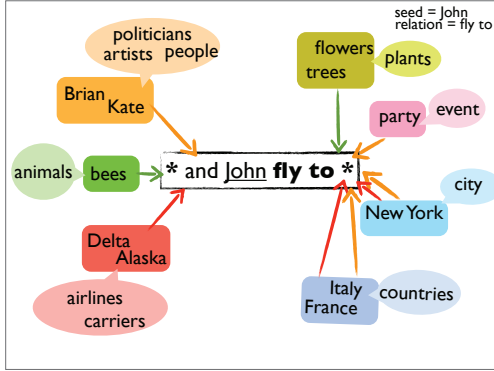 seed = John
relation = fly to
politicians
artists people
Brian
Kate
flowers
trees
plants
party
event
animals
bees
* and John fly to *
city
New York
Delta
Alaska
airlines
carriers
Italy
France
countries